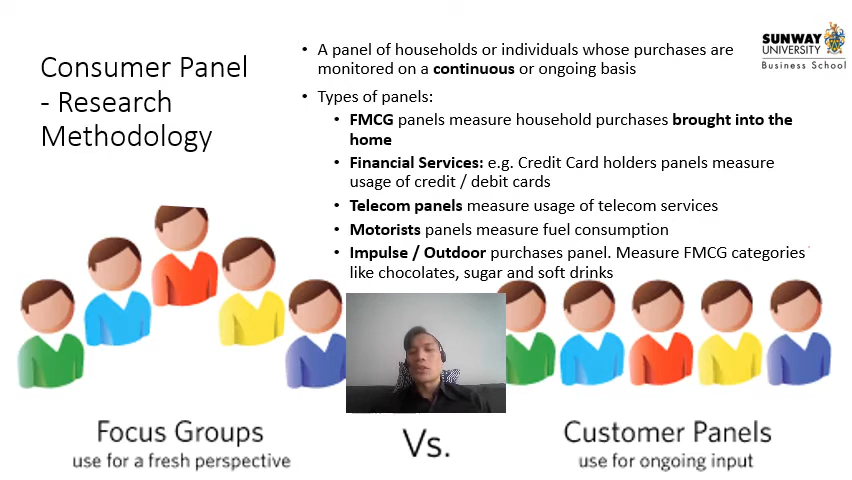 Consumer Panel
- Research
Methodology
• A panel of households or individuals whose purchases are
monitored on a continuous or ongoing basis
• Types of panels:
• FMCG panels measure household purchases brought into the
home
• Financial Services: e.g. Credit Card holders panels measure
usage of credit / debit cards
• Telecom panels measure usage of telecom services
• Motorists panels measure fuel consumption
• Impulse / Outdoor purchases panel. Measure FMCG categories
like chocolates, sugar and soft drinks
SUNWAY
UNIVERSITY
Business School
Focus Groups
use for a fresh perspective
Vs.
Customer Panels
use for ongoing input